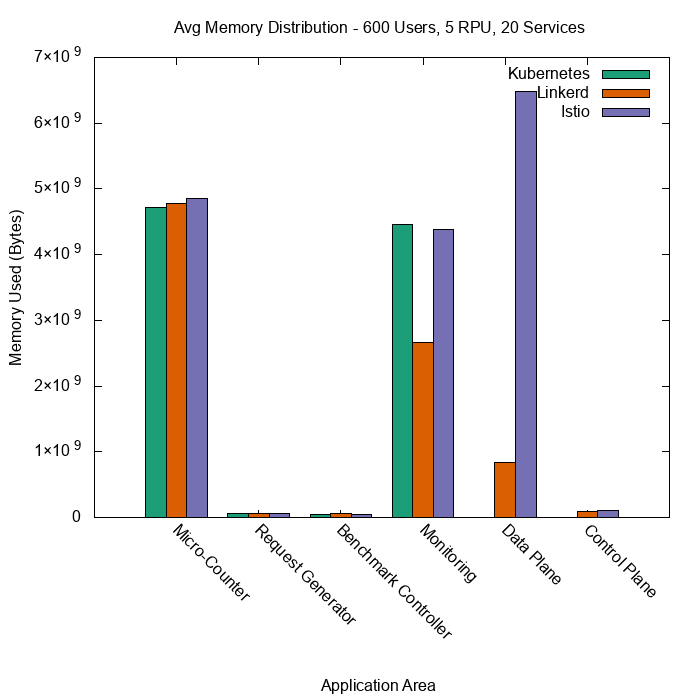 Avg Memory Distribution - 600 Users, 5 RPU, 20 Services
Kubernetes
Linkerd
Istio
7×10 9
6×10 9
5×10 9
4×10 9
3×10 9
2×10 9
1×10 9
0
Memory Used (Bytes)
Micro-Counter
Request Generator
Benchmark Controller
Monitoring
Data Plane
Control Plane
Application Area